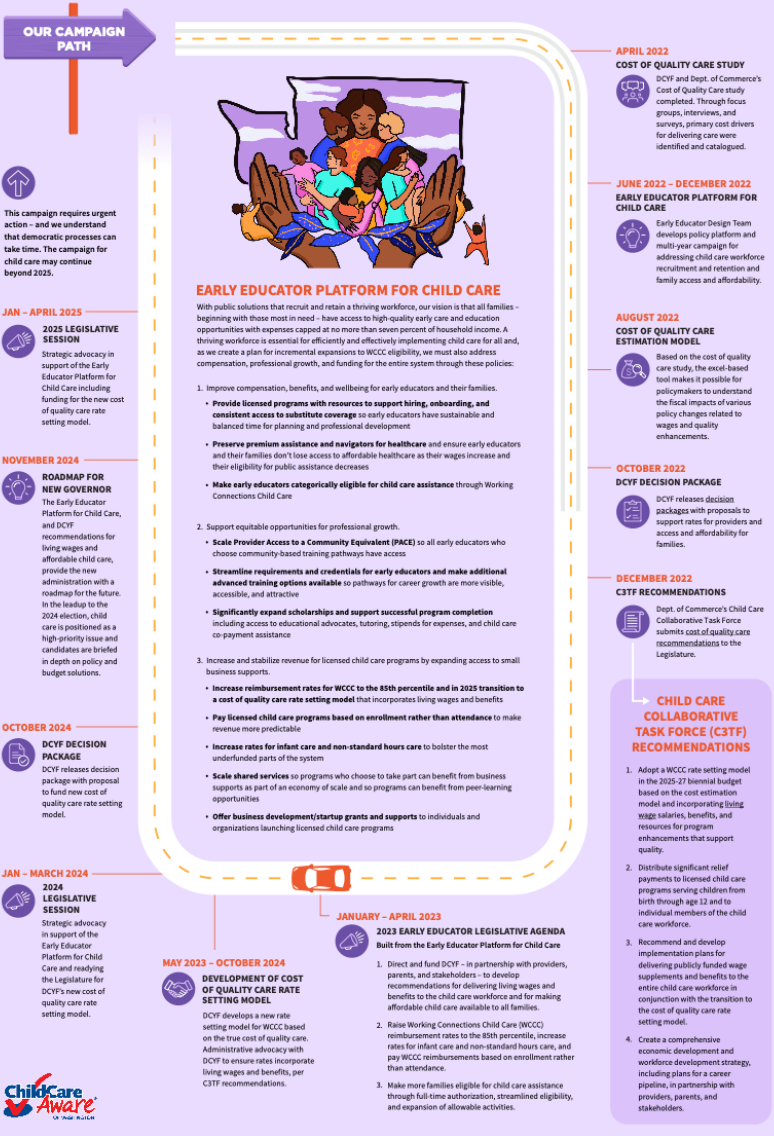 OUR CAMPAIGN
PATH
APRIL 2022
COST OF QUALITY CARE STUDY
DCYF and Dept. of Commerce's
Cost of Quality Care study
completed. Through focus
groups, interviews, and
surveys, primary cost drivers
for delivering care were
identified and catalogued.
JUNE 2022 – DECEMBER 2022
EARLY EDUCATOR PLATFORM FOR
CHILD CARE
Early Educator Design Team
develops policy platform and
multi-year campaign for
addressing child care workforce
recruitment and retention and
family access and affordability.
AUGUST 2022
COST OF QUALITY CARE
ESTIMATION MODEL
Based on the cost of quality
care study, the excel-based
tool makes it possible for
policymakers to understand
the fiscal impacts of various
policy changes related to
wages and quality
enhancements.
OCTOBER 2022
DCYF DECISION PACKAGE
DCYF releases decision
packages with proposals to
support rates for providers and
access and affordability for
families.
DECEMBER 2022
C3TF RECOMMENDATIONS
Dept. of Commerce's Child Care
Collaborative Task Force
submits cost of quality care
recommendations to the
Legislature.
CHILD CARE
COLLABORATIVE
TASK FORCE (C3TF)
RECOMMENDATIONS
1. Adopt a WCCC rate setting model
in the 2025-27 biennial budget
based on the cost estimation
model and incorporating living
wage salaries, benefits, and
resources for program
enhancements that support
quality.
2. Distribute significant relief
payments to licensed child care
programs serving children from
birth through age 12 and to
individual members of the child
care workforce.
3. Recommend and develop
implementation plans for
delivering publicly funded wage
supplements and benefits to the
entire child care workforce in
conjunction with the transition to
the cost of quality care rate
setting model.
4. Create a comprehensive
economic development and
workforce development strategy,
including plans for a career
pipeline, in partnership with
providers, parents, and
stakeholders.
EARLY EDUCATOR PLATFORM FOR CHILD CARE
With public solutions that recruit and retain a thriving workforce, our vision is that all families –
beginning with those most in need – have access to high-quality early care and education
opportunities with expenses capped at no more than seven percent of household income. A
thriving workforce is essential for efficiently and effectively implementing child care for all and,
as we create a plan for incremental expansions to WCCC eligibility, we must also address
compensation, professional growth, and funding for the entire system through these policies:
1. Improve compensation, benefits, and wellbeing for early educators and their families.
• Provide licensed programs with resources to support hiring, onboarding, and
consistent access to substitute coverage so early educators have sustainable and
balanced time for planning and professional development
• Preserve premium assistance and navigators for healthcare and ensure early educators
and their families don't lose access to affordable healthcare as their wages increase and
their eligibility for public assistance decreases
• Make early educators categorically eligible for child care assistance through Working
Connections Child Care
2. Support equitable opportunities for professional growth.
• Scale Provider Access to a Community Equivalent (PACE) so all early educators who
choose community-based training pathways have access
• Streamline requirements and credentials for early educators and make additional
advanced training options available so pathways for career growth are more visible,
accessible, and attractive
• Significantly expand scholarships and support successful program completion
including access to educational advocates, tutoring, stipends for expenses, and child care
co-payment assistance
3. Increase and stabilize revenue for licensed child care programs by expanding access to small
business supports.
• Increase reimbursement rates for WCCC to the 85th percentile and in 2025 transition to
a cost of quality care rate setting model that incorporates living wages and benefits
• Pay licensed child care programs based on enrollment rather than attendance to make
revenue more predictable
• Increase rates for infant care and non-standard hours care to bolster the most
underfunded parts of the system
• Scale shared services so programs who choose to take part can benefit from business
supports as part of an economy of scale and so programs can benefit from peer-learning
opportunities
• Offer business development/startup grants and supports to individuals and
organizations launching licensed child care programs
JANUARY – APRIL 2023
2023 EARLY EDUCATOR LEGISLATIVE AGENDA
Built from the Early Educator Platform for Child Care
1. Direct and fund DCYF – in partnership with providers,
parents, and stakeholders – to develop
recommendations for delivering living wages and
benefits to the child care workforce and for making
affordable child care available to all families.
2. Raise Working Connections Child Care (WCCC)
reimbursement rates to the 85th percentile, increase
rates for infant care and non-standard hours care, and
pay WCCC reimbursements based on enrollment rather
than attendance.
3. Make more families eligible for child care assistance
through full-time authorization, streamlined eligibility,
and expansion of allowable activities.
MAY 2023 – OCTOBER 2024
DEVELOPMENT OF COST
OF QUALITY CARE RATE
SETTING MODEL
DCYF develops a new rate
setting model for WCCC based
on the true cost of quality care.
Administrative advocacy with
DCYF to ensure rates incorporate
living wages and benefits, per
C3TF recommendations.
JAN – MARCH 2024
2024
LEGISLATIVE
SESSION
Strategic advocacy
in support of the
Early Educator
Platform for Child
Care and readying
the Legislature for
DCYF's new cost of
quality care rate
setting model.
OCTOBER 2024
DCYF DECISION
PACKAGE
DCYF releases decision
package with proposal
to fund new cost of
quality care rate setting
model.
NOVEMBER 2024
ROADMAP FOR
NEW GOVERNOR
The Early Educator
Platform for Child Care,
and DCYF
recommendations for
living wages and
affordable child care,
provide the new
administration with a
roadmap for the future.
In the leadup to the
2024 election, child
care is positioned as a
high-priority issue and
candidates are briefed
in depth on policy and
budget solutions.
JAN – APRIL 2025
2025 LEGISLATIVE
SESSION
Strategic advocacy in
support of the Early
Educator Platform for
Child Care including
funding for the new cost
of quality care rate
setting model.
This campaign requires urgent
action – and we understand
that democratic processes can
take time. The campaign for
child care may continue
beyond 2025.
ChildCare
Aware
OF WASHINGTON